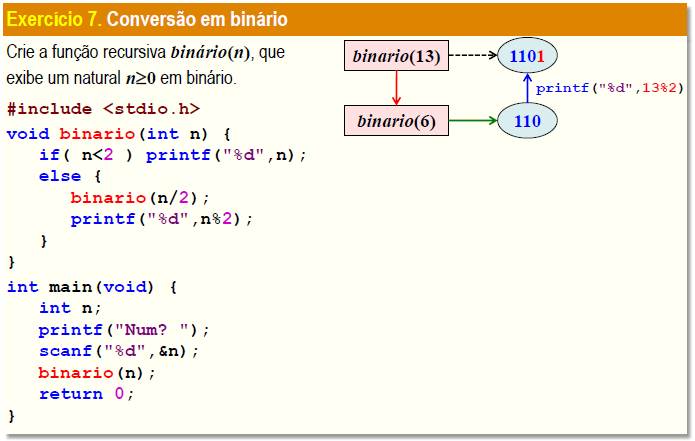 Exercício 7. Conversão em binário
Crie a função recursiva binário(n), que
exibe um natural n≥0 em binário.
#include <stdio.h>
void binario(int n) {
   if( n<2 ) printf("%d",n);
   else {
      binario(n/2);
      printf("%d",n%2);
   }
}
int main(void) {
   int n;
   printf("Num? ");
   scanf("%d",&n);
   binario(n);
   return 0;
}
binario(13)
1101
printf("%d",13%2)
binario(6)
110